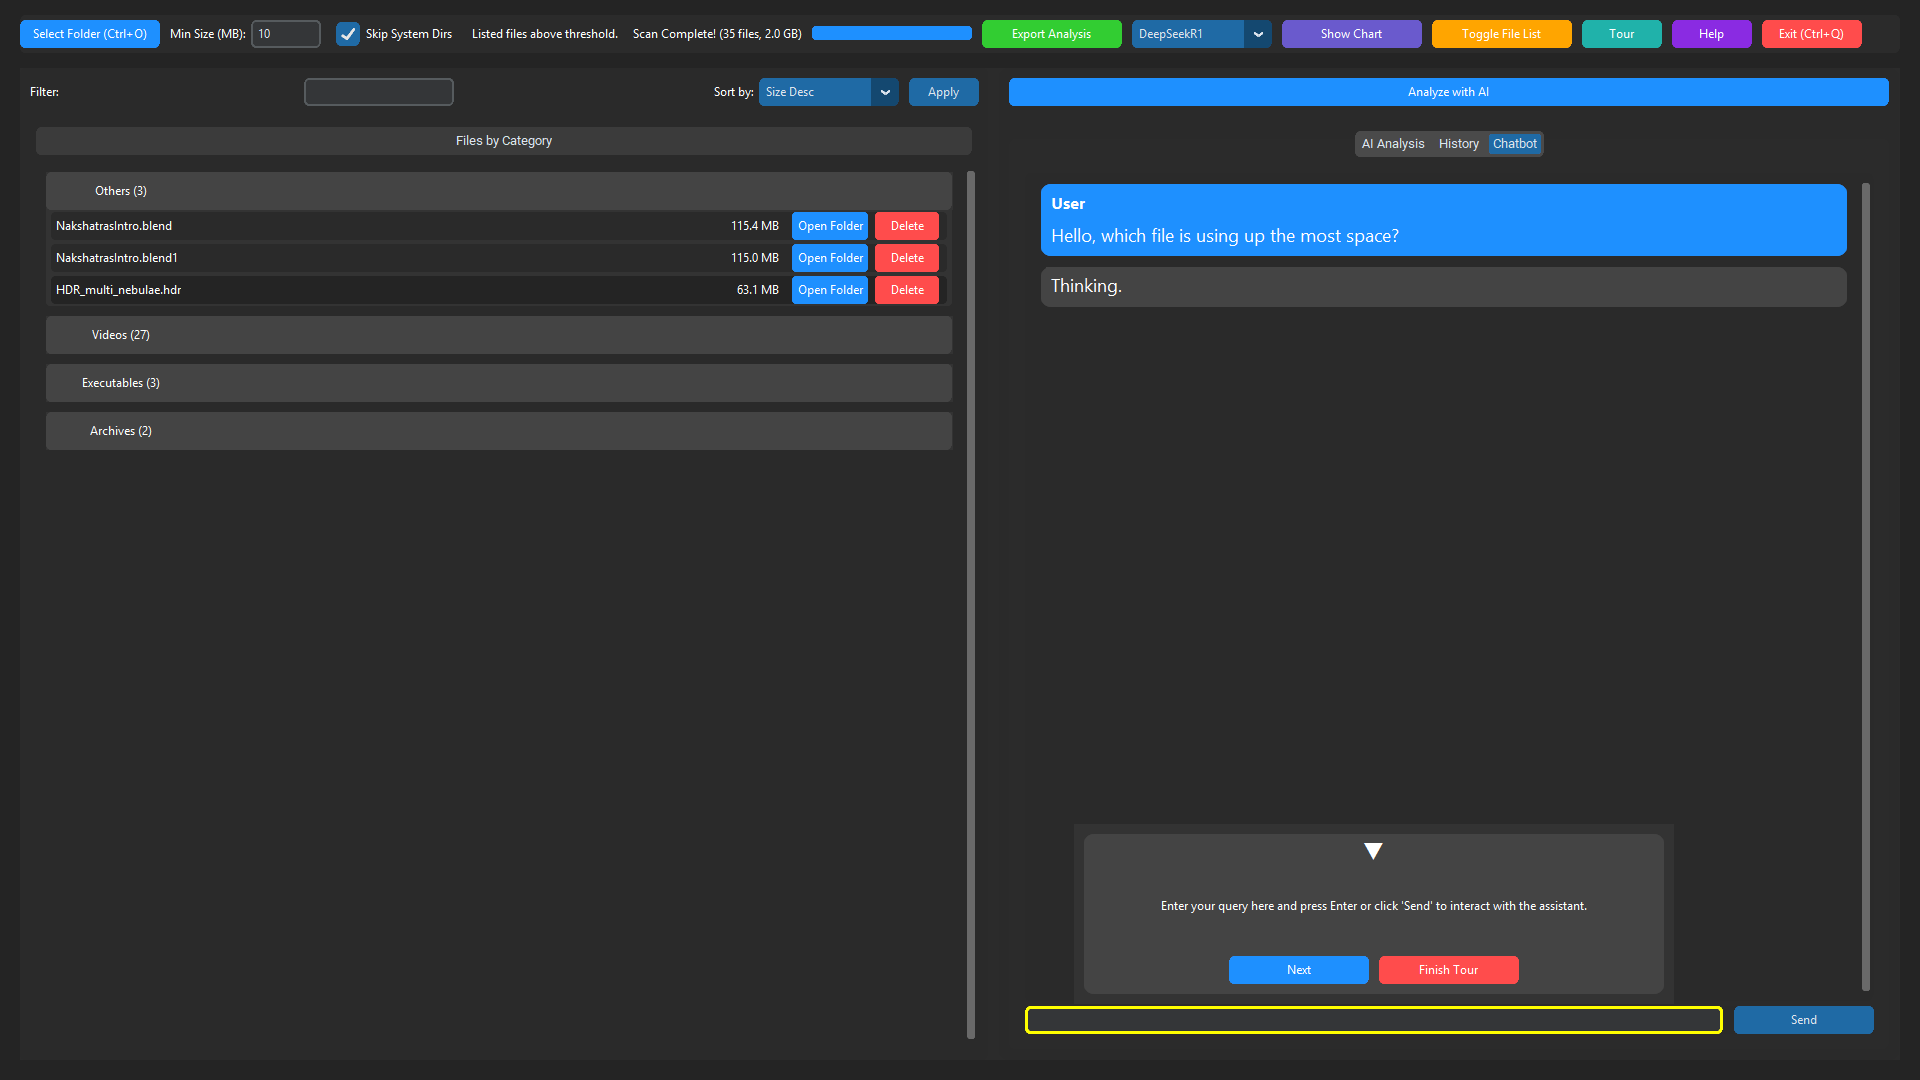 Select Folder (Ctrl+O) Min Size (MB): 10 Skip System Dirs Listed files above threshold. Scan Complete! (35 files, 2.0 GB) Export Analysis DeepSeekR1 Show Chart Toggle File List Tour Help Exit (Ctrl+Q)
Filter: Sort by: Size Desc Apply
Files by Category
Others (3)
NakshatrasIntro.blend 115.4 MB Open Folder Delete
NakshatrasIntro.blend1 115.0 MB Open Folder Delete
HDR_multi_nebulae.hdr 63.1 MB Open Folder Delete
Videos (27)
Executables (3)
Archives (2)
Analyze with AI
AI Analysis History Chatbot
User
Hello, which file is using up the most space?
Thinking.
Enter your query here and press Enter or click 'Send' to interact with the assistant.
Next Finish Tour
Send